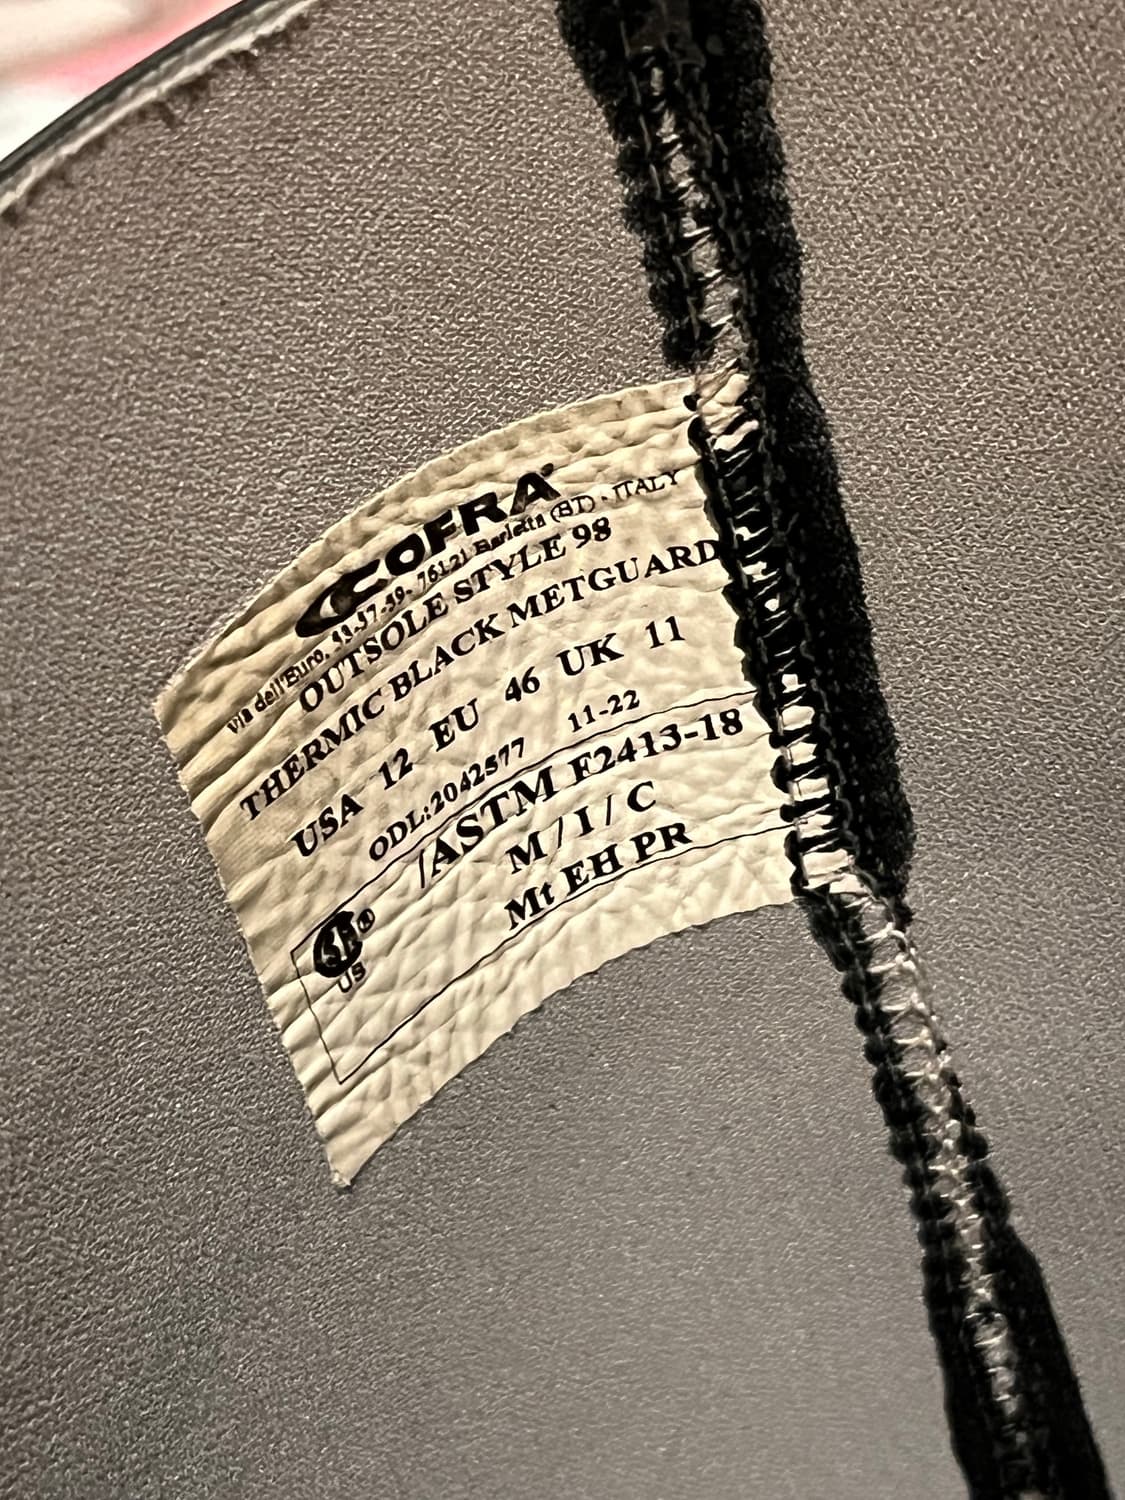 COFRA
Via dell'Euro, 53-57-59- 76121 Barletta (BT) - ITALY
OUTSOLE STYLE 98
THERMIC BLACK METGUARD
USA 12 EU 46 UK 11
ODL:2042577 11-22
/ASTM F2413-18
M / I / C
Mt EH PR
SA ®
US